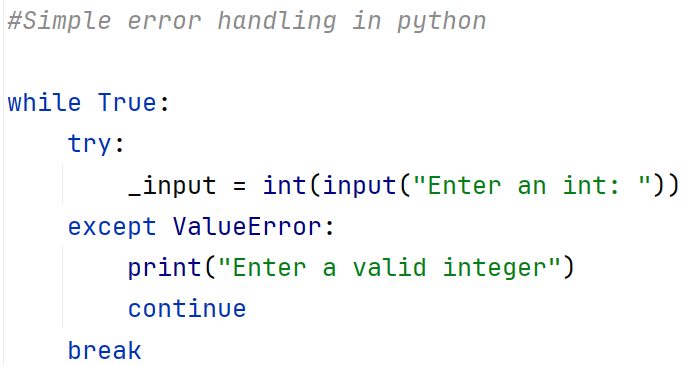 #Simple error handling in python
while True:
    try:
        _input = int(input("Enter an int: "))
    except ValueError:
        print("Enter a valid integer")
        continue
    break